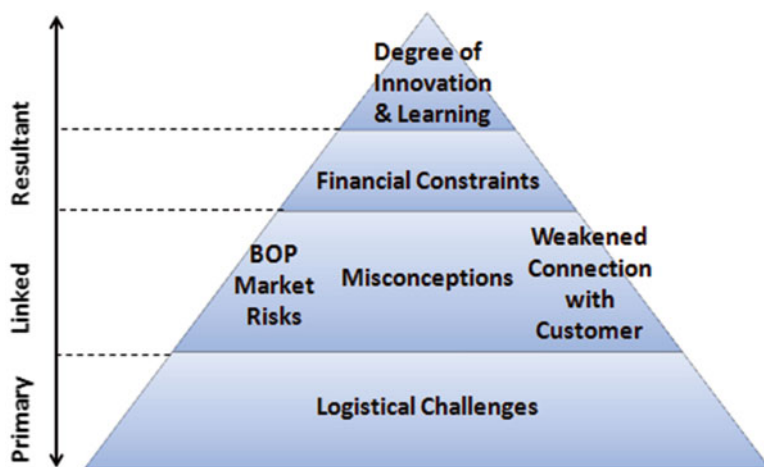 Degree of
Innovation
& Learning
Resultant
Financial Constraints
BOP
Market
Risks
Misconceptions
Weakened
Connection
with
Customer
Linked
Logistical Challenges
Primary